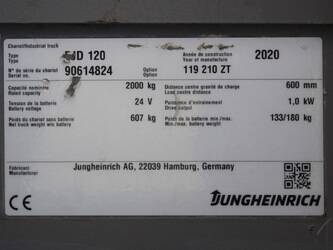 Chariot/Industrial truck
Type EJD 120 Année de construction 2020
Type Year of manufacture
N° de série du chariot 90614824 Option 119 210 ZT
Serial no. Option
Capacité nominale 2000 kg Distance centre gravité de charge 600 mm
Rated capacity Load centre distance
Tension de la batterie 24 V Puissance d'entraînement 1,0 kW
Battery voltage Drive output
Poids du chariot sans batterie 607 kg Poids de la batterie min/max. 133/180 kg
Net truck weight w/o battery Min./max. battery weight
Fabricant Jungheinrich AG, 22039 Hamburg, Germany
Manufacturer
JUNGHEINRICH